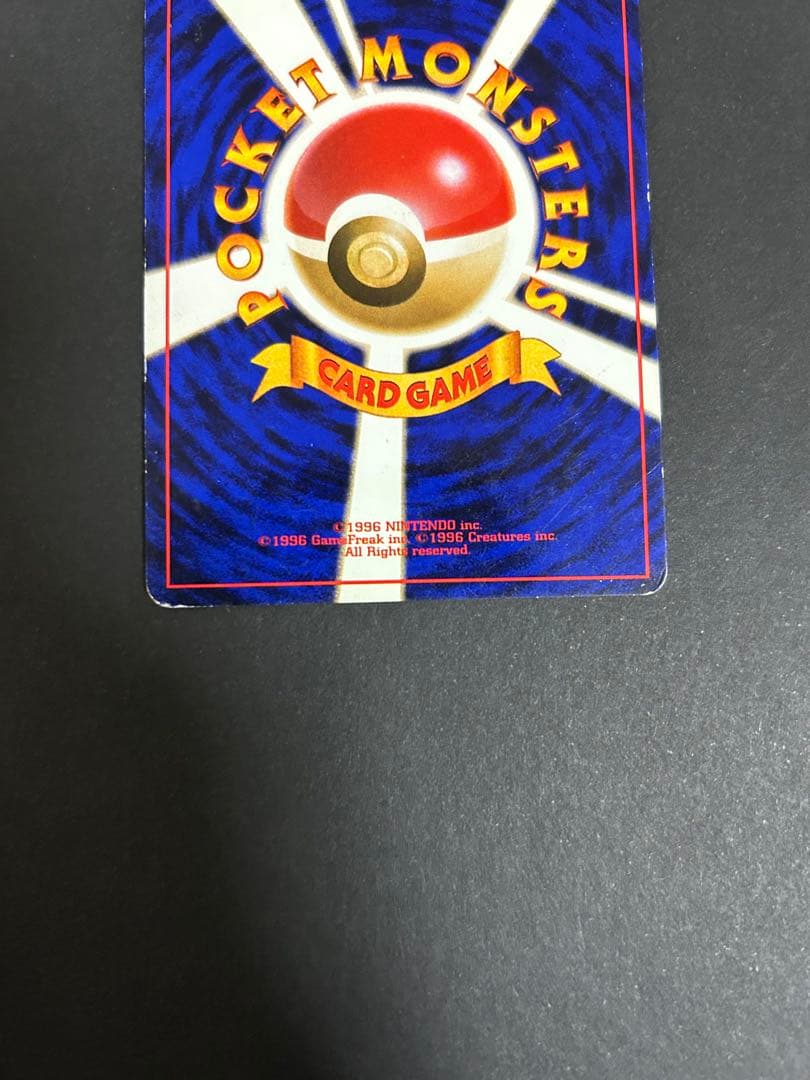 POCKET MONSTERS
CARD GAME
©1996 NINTENDO inc.
©1996 GameFreak inc. ©1996 Creatures inc.
All Rights reserved.